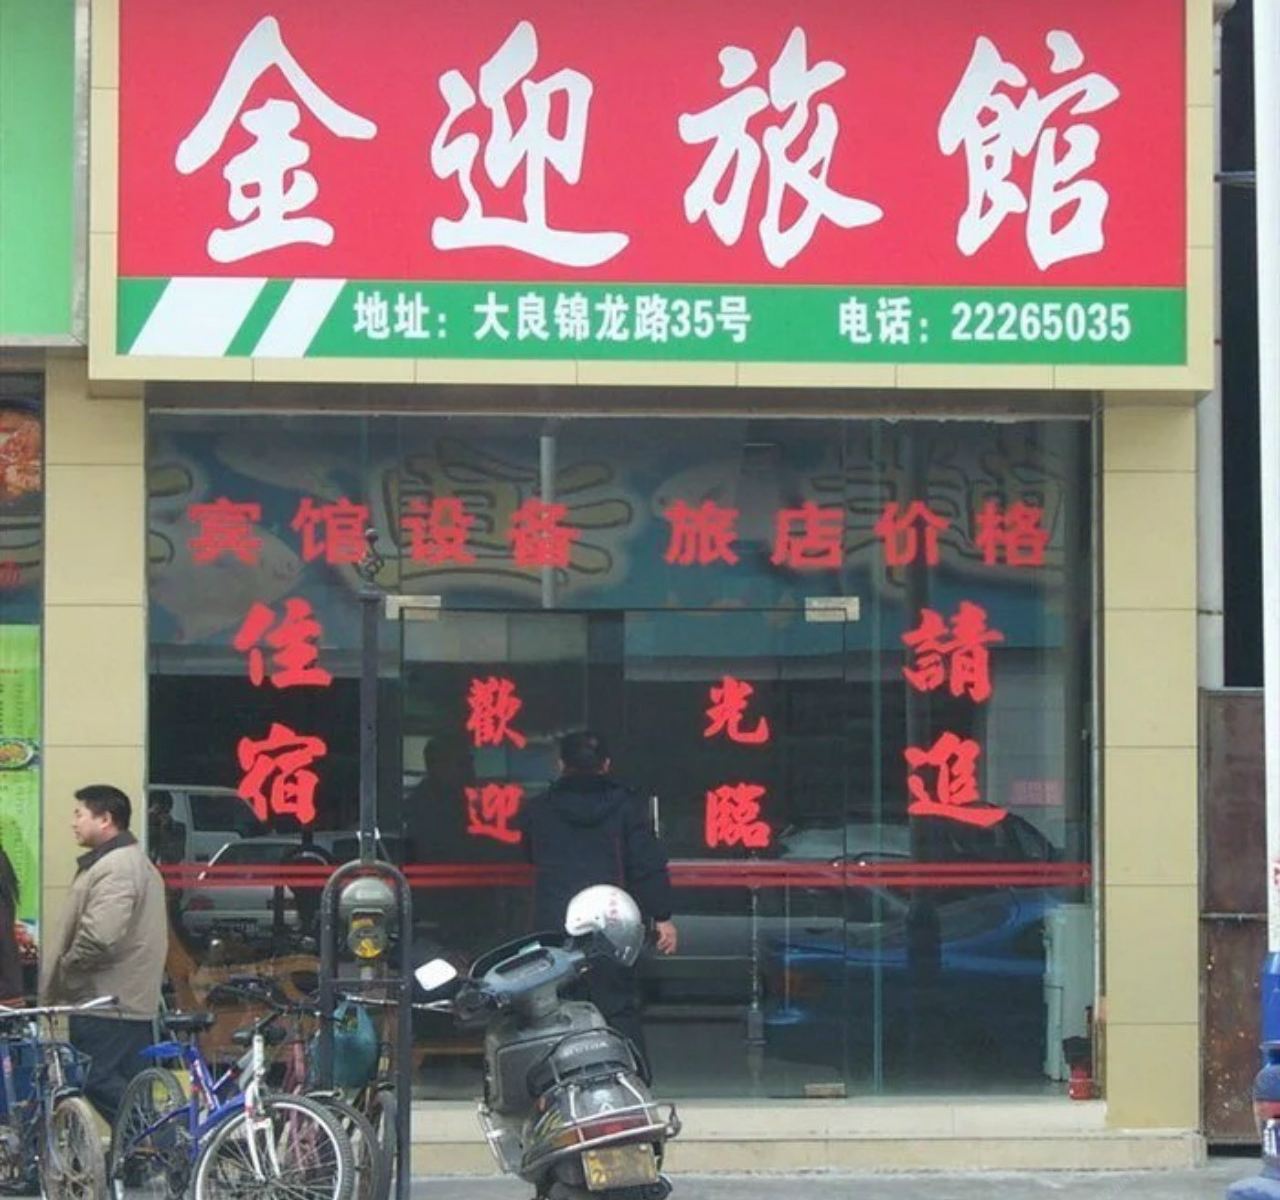 金迎旅館
地址：大良锦龙路35号 电话：22265035
宾馆设备 旅店价格
住宿
歡迎
光臨
請進